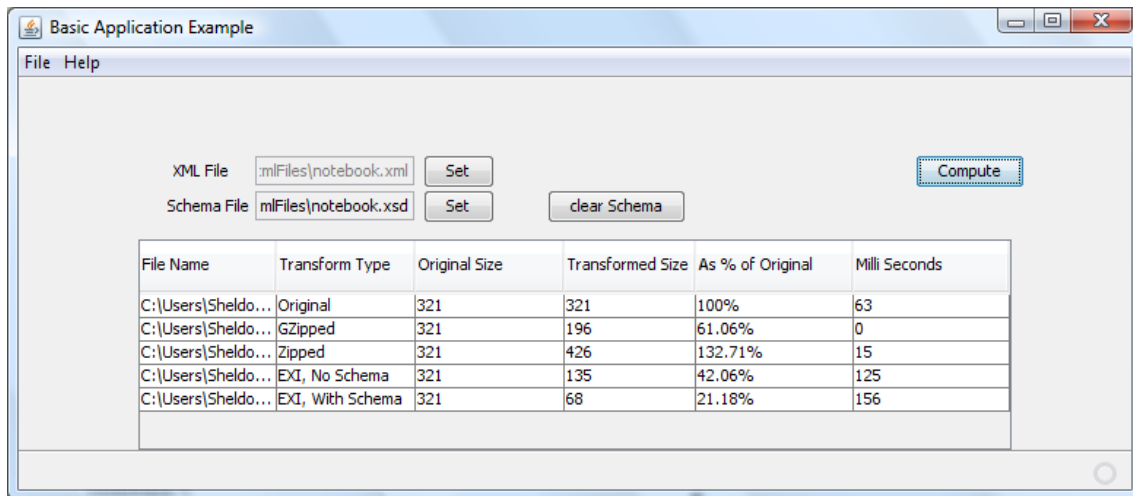 Basic Application Example
File Help
XML File :mlFiles\notebook.xml Set Compute
Schema File mlFiles\notebook.xsd Set clear Schema
File Name Transform Type Original Size Transformed Size As % of Original Milli Seconds
C:\Users\Sheldo... Original 321 321 100% 63
C:\Users\Sheldo... GZipped 321 196 61.06% 0
C:\Users\Sheldo... Zipped 321 426 132.71% 15
C:\Users\Sheldo... EXI, No Schema 321 135 42.06% 125
C:\Users\Sheldo... EXI, With Schema 321 68 21.18% 156